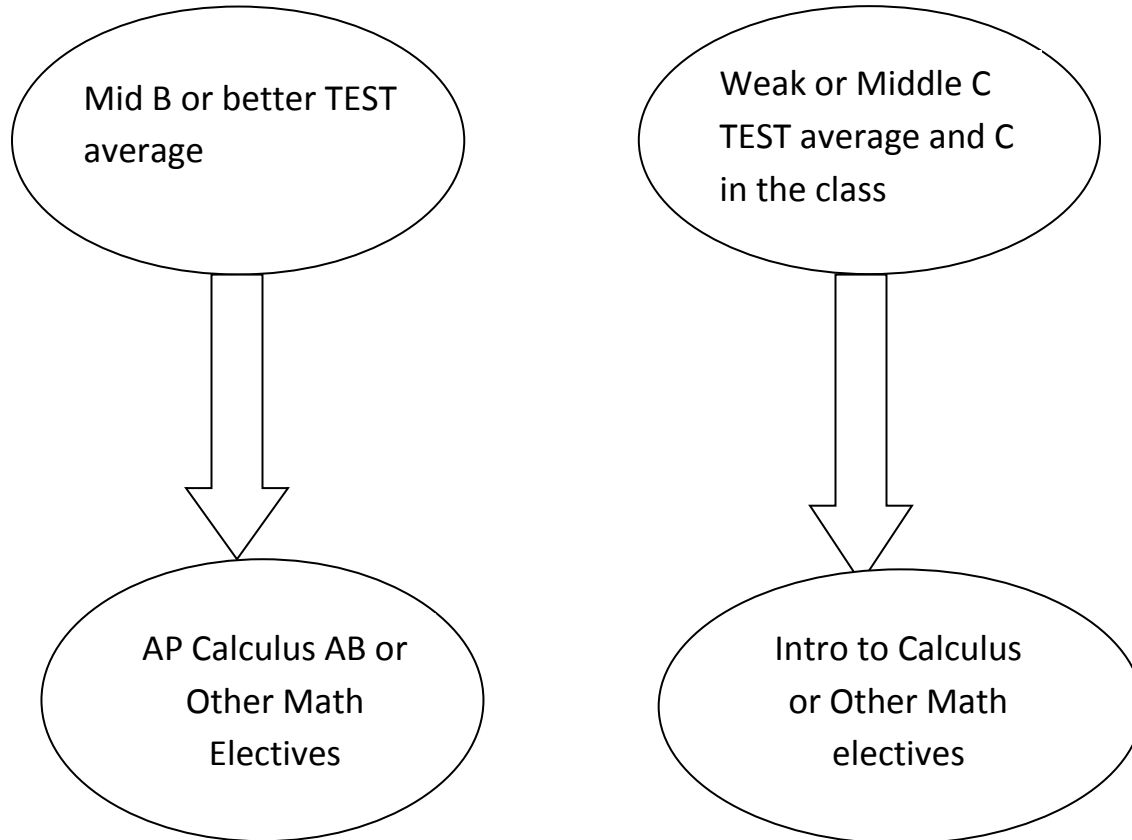 Mid B or better TEST
average
Weak or Middle C
TEST average and C
in the class
AP Calculus AB or
Other Math
Electives
Intro to Calculus
or Other Math
electives